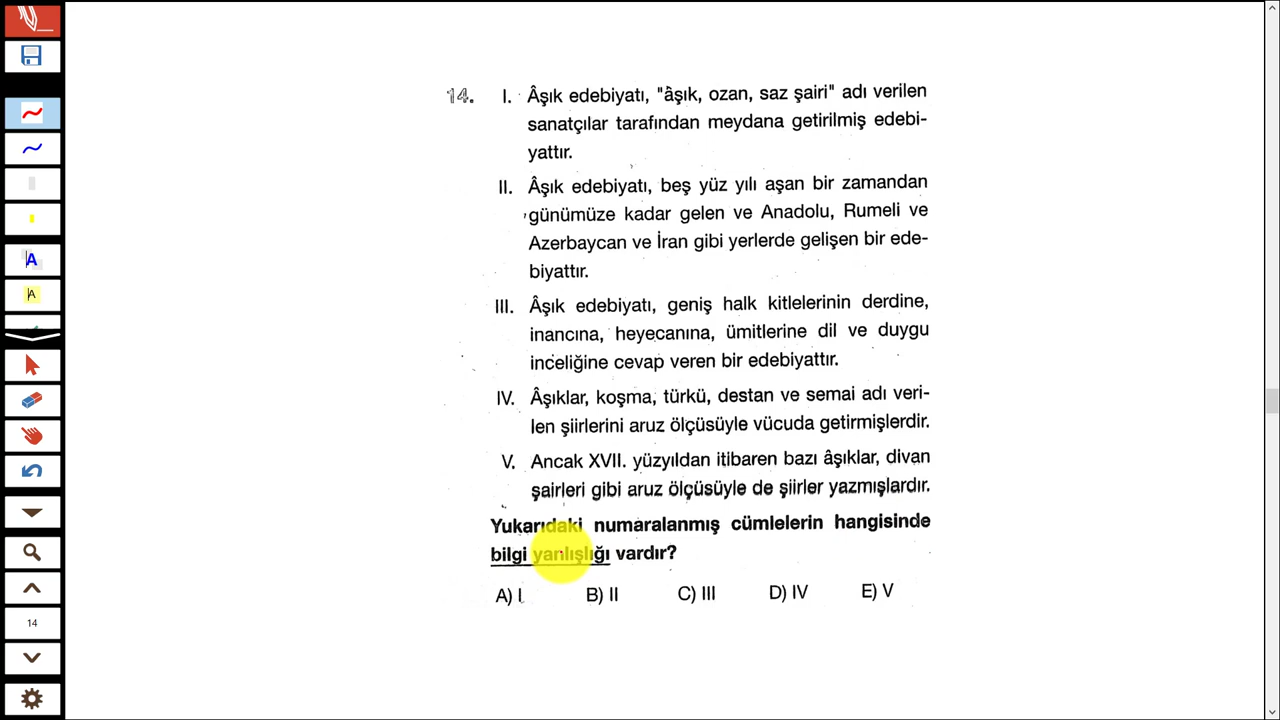 14. I. Âşık edebiyatı, "âşık, ozan, saz şairi" adı verilen
sanatçılar tarafından meydana getirilmiş edebi-
yattır.
II. Âşık edebiyatı, beş yüz yılı aşan bir zamandan
günümüze kadar gelen ve Anadolu, Rumeli ve
Azerbaycan ve İran gibi yerlerde gelişen bir ede-
biyattır.
III. Âşık edebiyatı, geniş halk kitlelerinin derdine,
inancına, heyecanına, ümitlerine dil ve duygu
inceliğine cevap veren bir edebiyattır.
IV. Âşıklar, koşma, türkü, destan ve semai adı veri-
len şiirlerini aruz ölçüsüyle vücuda getirmişlerdir.
V. Ancak XVII. yüzyıldan itibaren bazı âşıklar, divan
şairleri gibi aruz ölçüsüyle de şiirler yazmışlardır.
Yukarıdaki numaralanmış cümlelerin hangisinde
bilgi yanlışlığı vardır?
A) I B) II C) III D) IV E) V
A
A
14